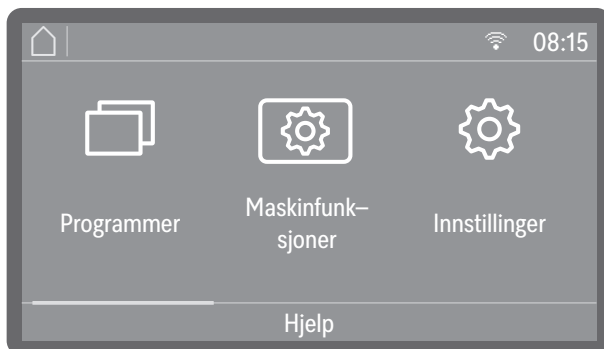 08:15
Programmer
Maskinfunk–
sjoner
Innstillinger
Hjelp